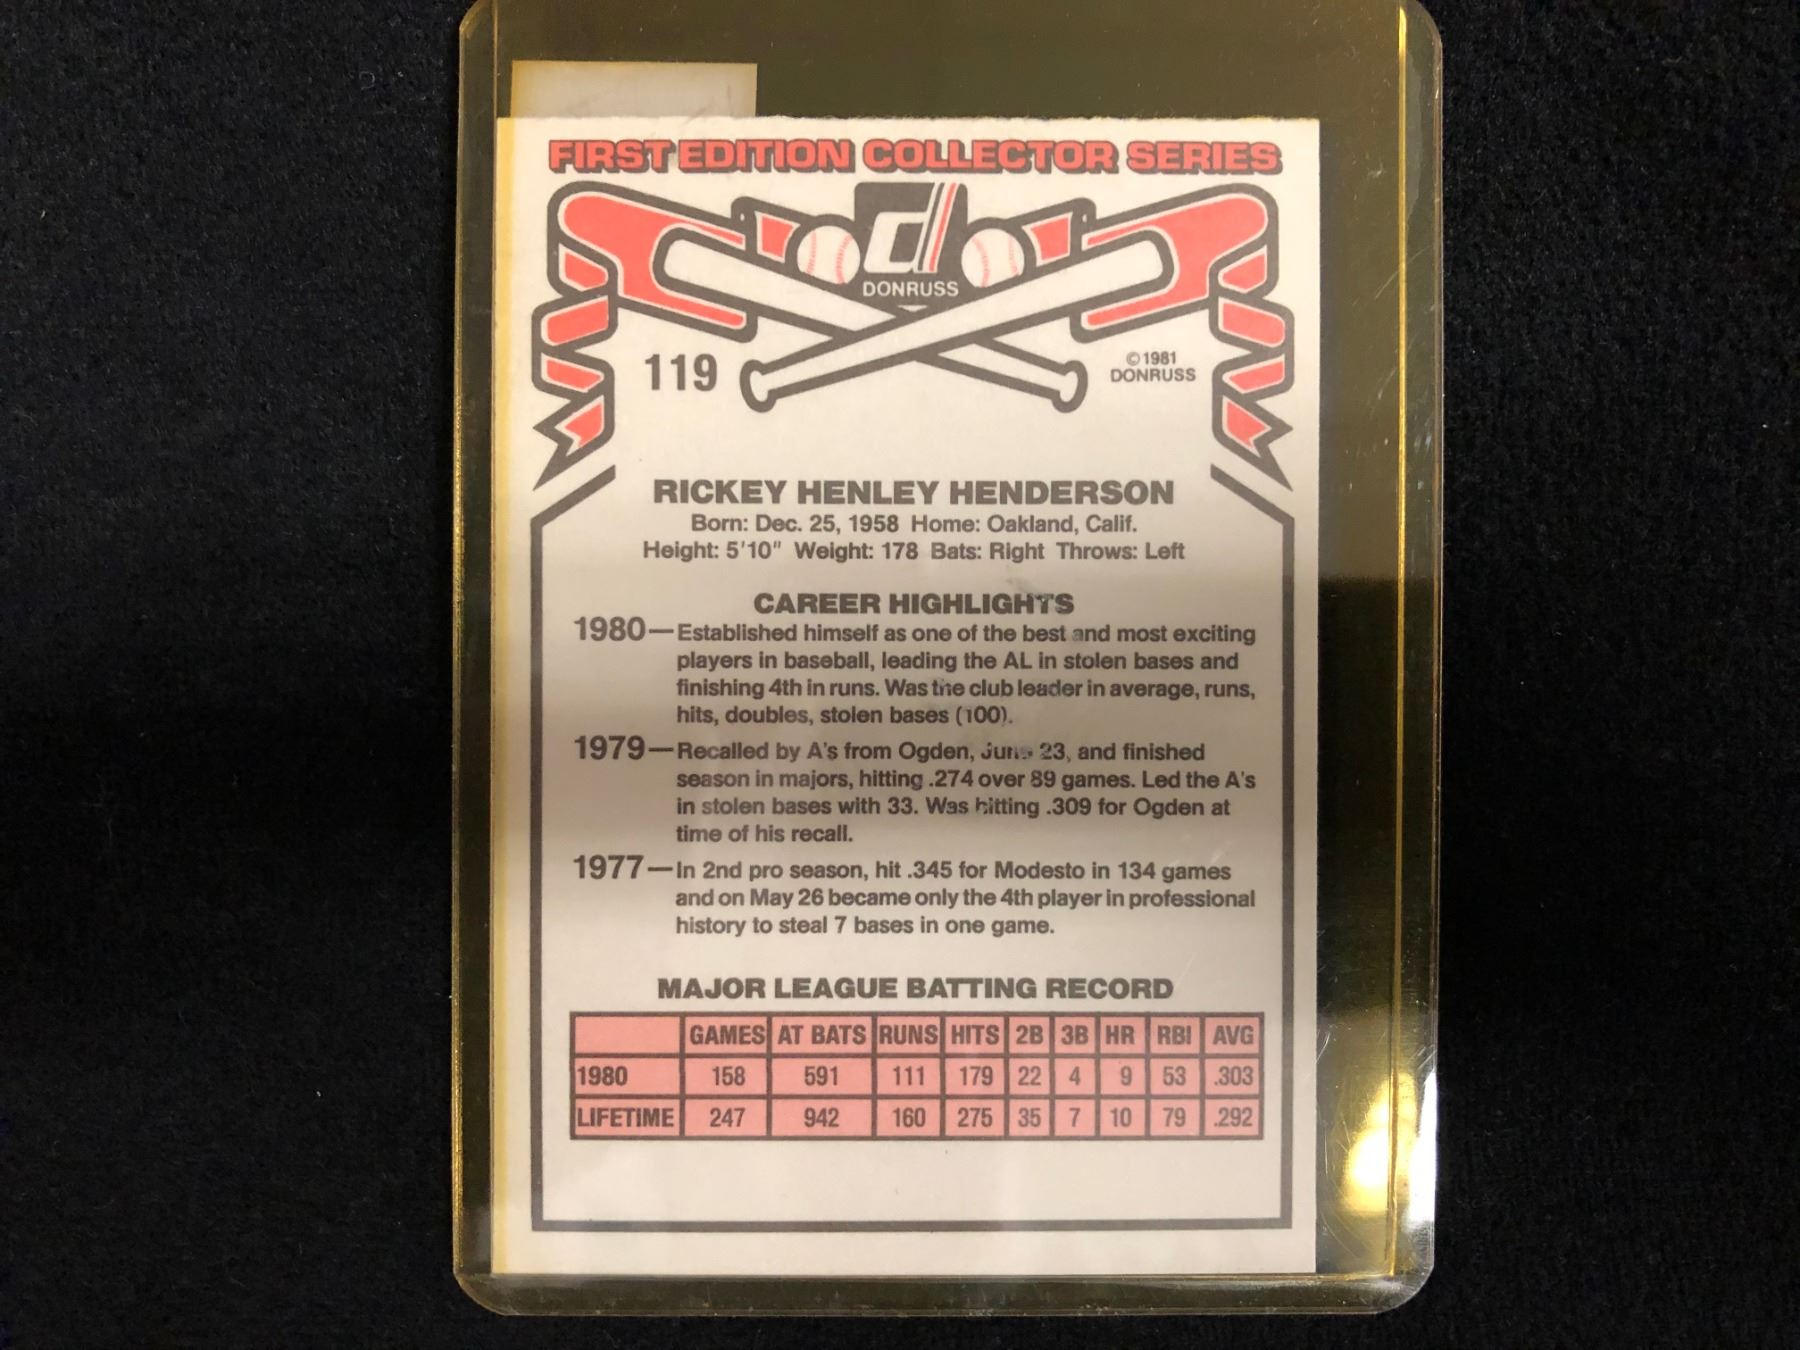 FIRST EDITION COLLECTOR SERIES
d
DONRUSS
119
© 1981
DONRUSS
RICKEY HENLEY HENDERSON
Born: Dec. 25, 1958 Home: Oakland, Calif.
Height: 5'10" Weight: 178 Bats: Right Throws: Left
CAREER HIGHLIGHTS
1980—Established himself as one of the best and most exciting
players in baseball, leading the AL in stolen bases and
finishing 4th in runs. Was the club leader in average, runs,
hits, doubles, stolen bases (100).
1979—Recalled by A's from Ogden, June 23, and finished
season in majors, hitting .274 over 89 games. Led the A's
in stolen bases with 33. Was hitting .309 for Ogden at
time of his recall.
1977—In 2nd pro season, hit .345 for Modesto in 134 games
and on May 26 became only the 4th player in professional
history to steal 7 bases in one game.
MAJOR LEAGUE BATTING RECORD
GAMES AT BATS RUNS HITS 2B 3B HR RBI AVG
1980 158 591 111 179 22 4 9 53 .303
LIFETIME 247 942 160 275 35 7 10 79 .292